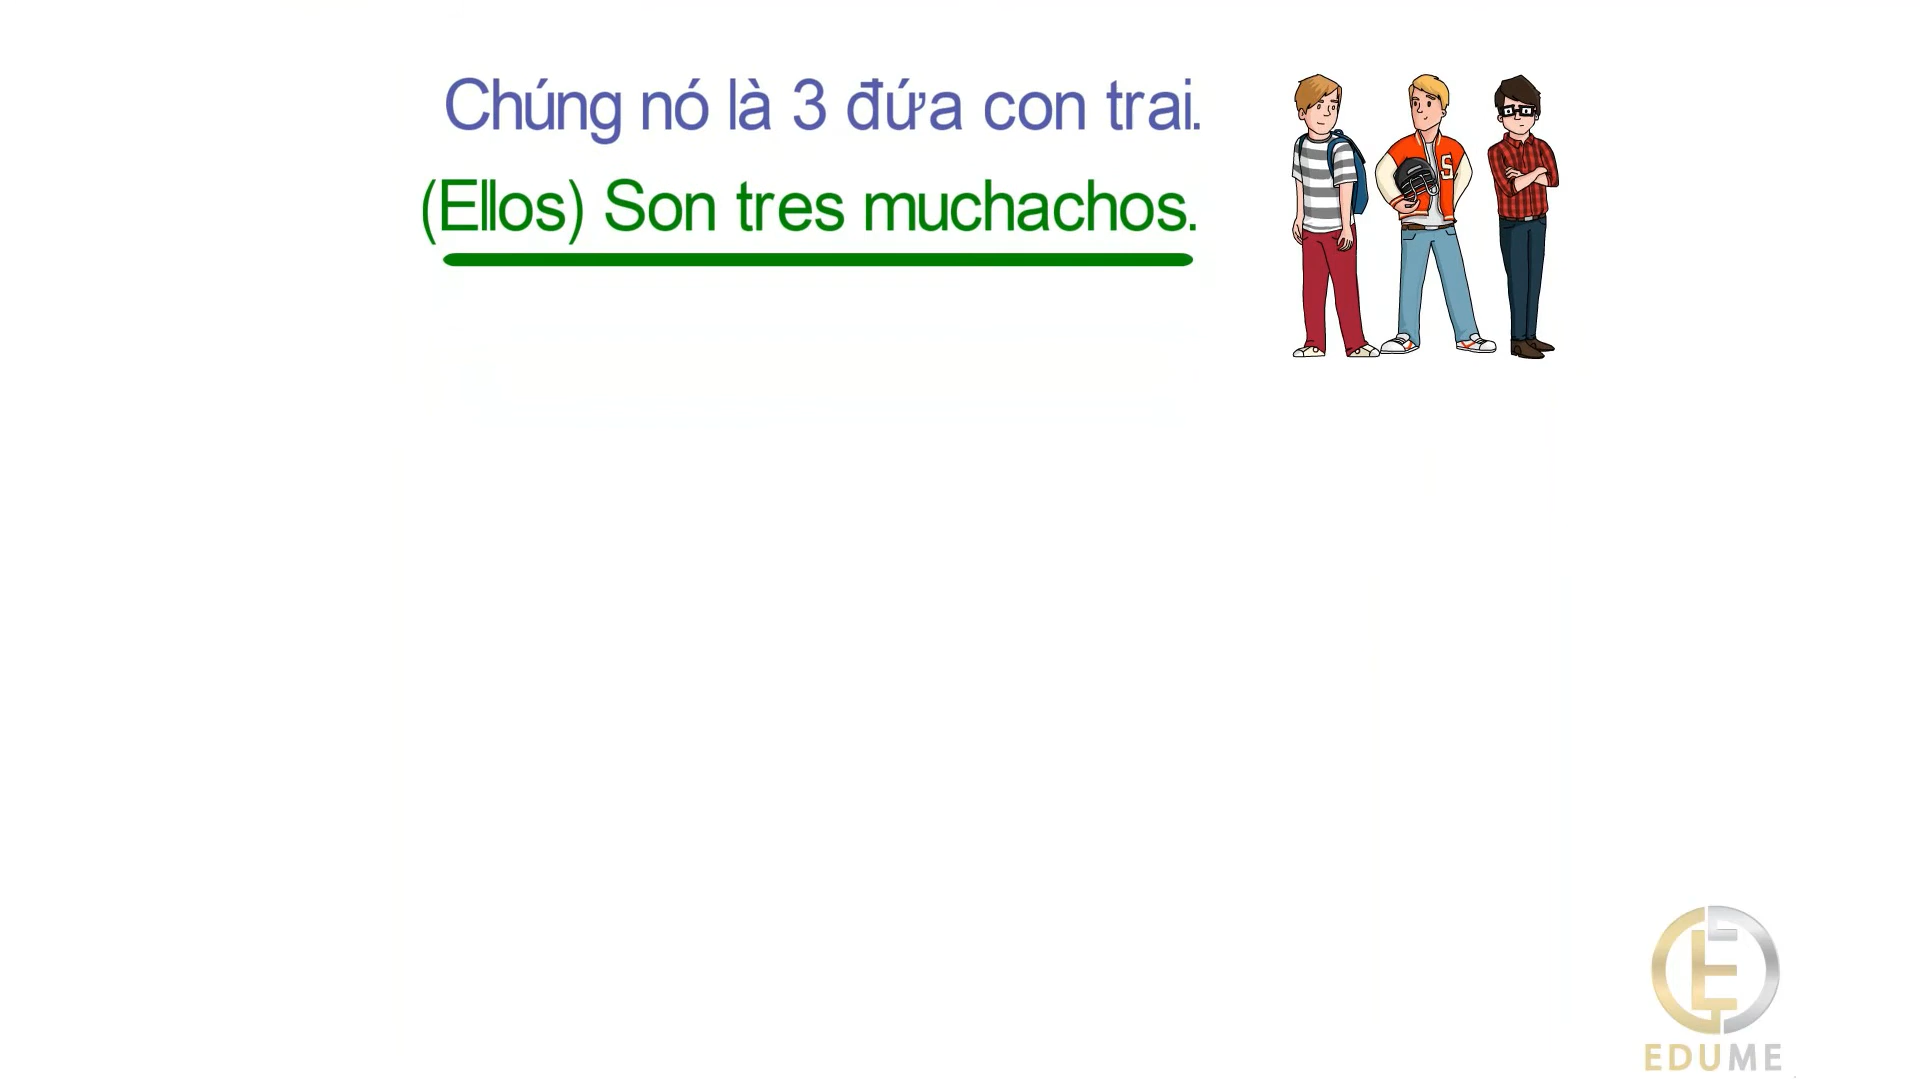 Chúng nó là 3 đứa con trai.
(Ellos) Son tres muchachos.
S
EDUME